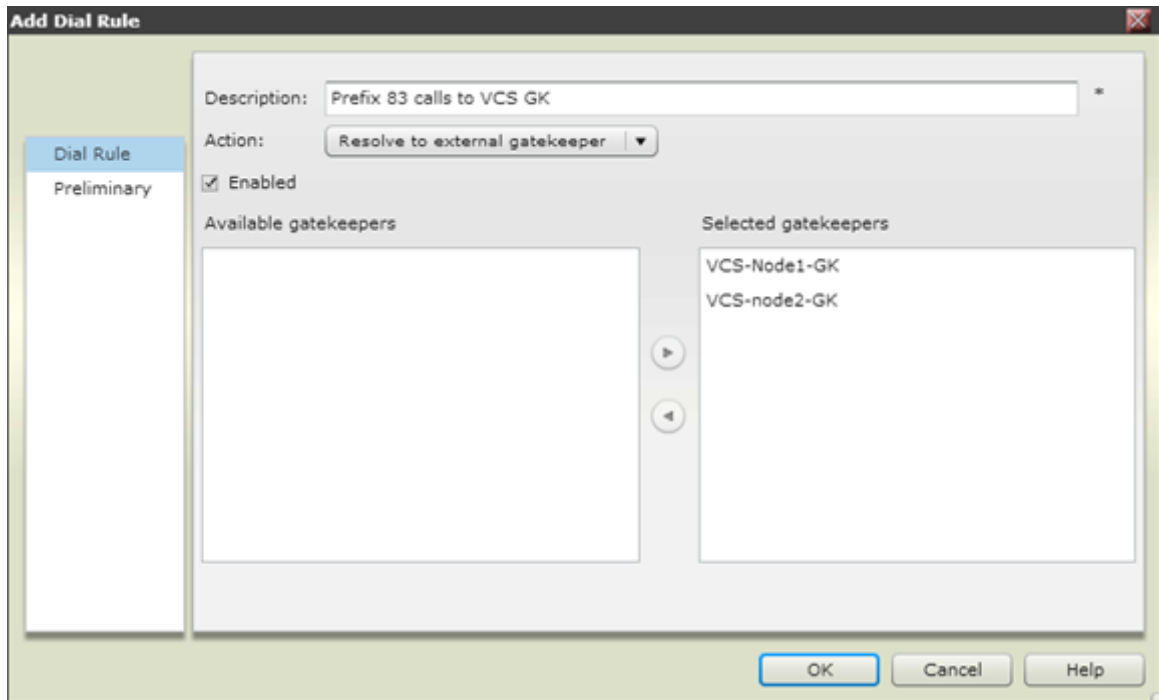 Add Dial Rule
Dial Rule
Preliminary
Description: Prefix 83 calls to VCS GK *
Action: Resolve to external gatekeeper
Enabled
Available gatekeepers
Selected gatekeepers
VCS-Node1-GK
VCS-node2-GK
OK
Cancel
Help